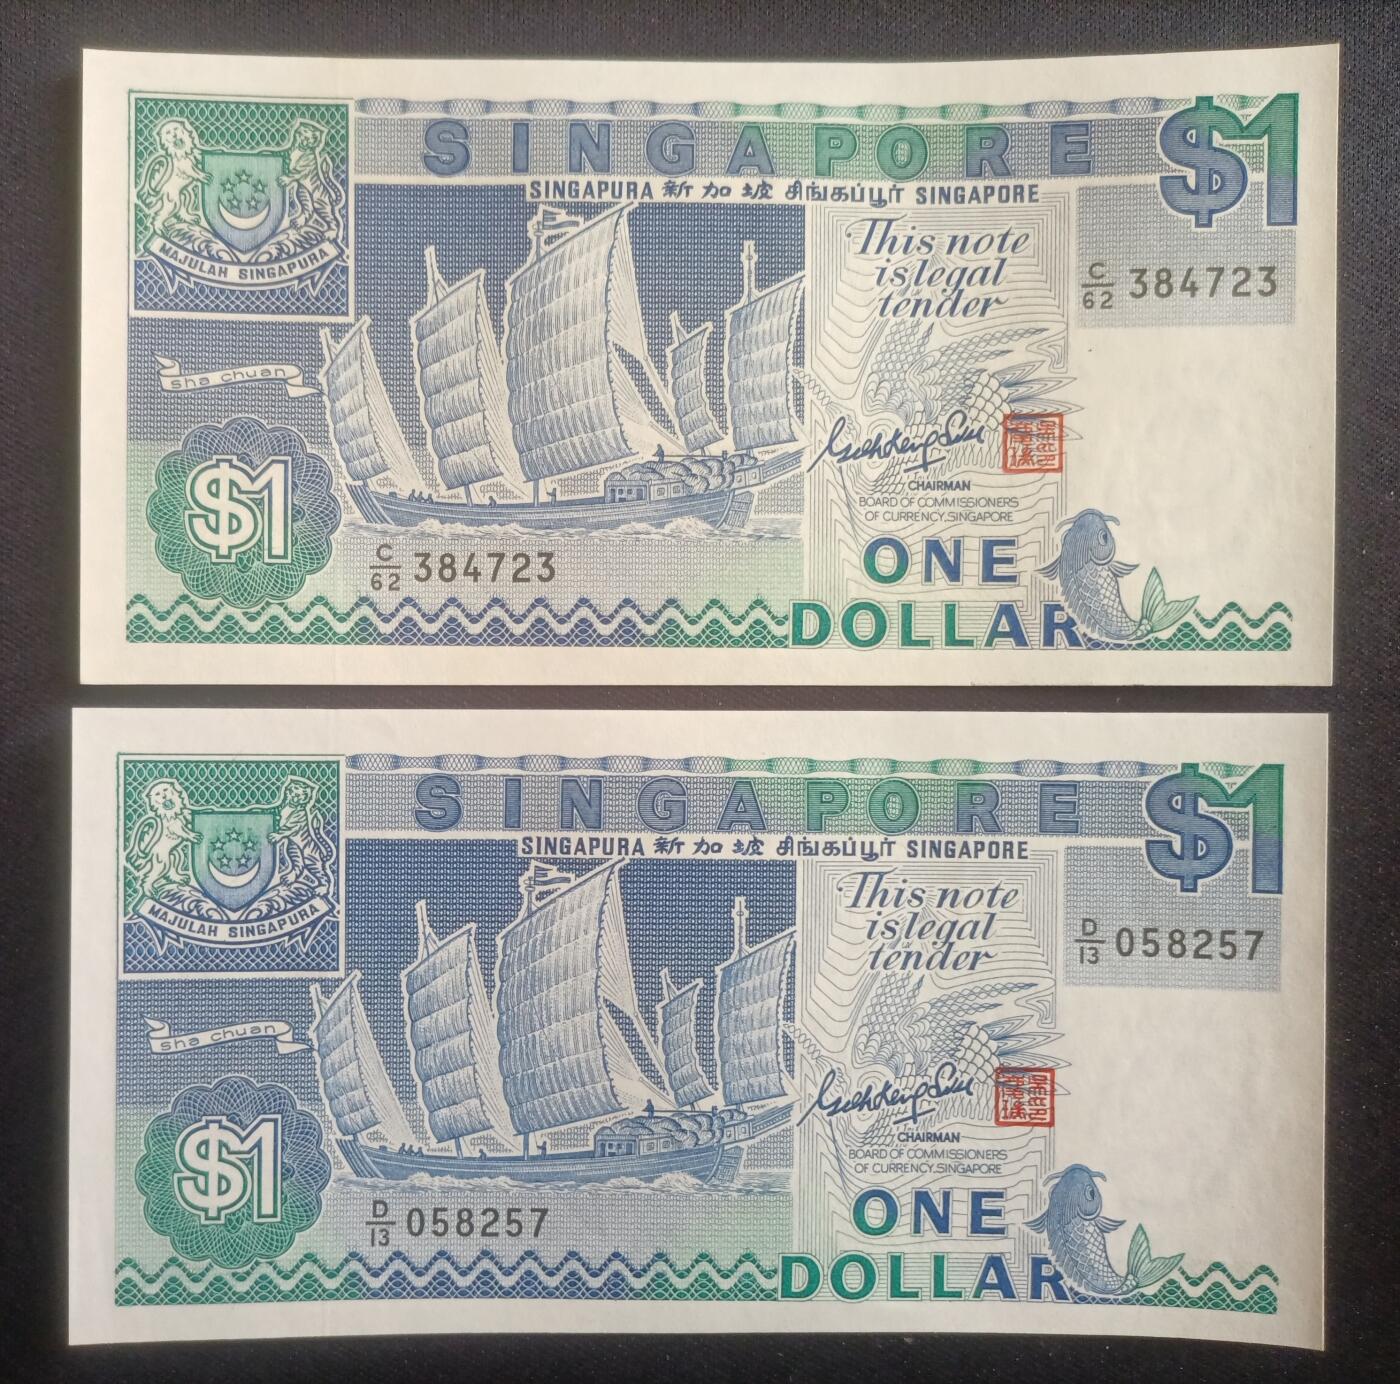 SINGAPORE $1
SINGAPURA 新加坡 சிங்கப்பூர் SINGAPORE
MAJULAH SINGAPURA
This note
is legal
tender
C/62 384723
sha chuan
$1
CHAIRMAN
BOARD OF COMMISSIONERS
OF CURRENCY, SINGAPORE
C/62 384723
ONE
DOLLAR
SINGAPORE $1
SINGAPURA 新加坡 சிங்கப்பூர் SINGAPORE
MAJULAH SINGAPURA
This note
is legal
tender
D/13 058257
sha chuan
$1
CHAIRMAN
BOARD OF COMMISSIONERS
OF CURRENCY, SINGAPORE
D/13 058257
ONE
DOLLAR